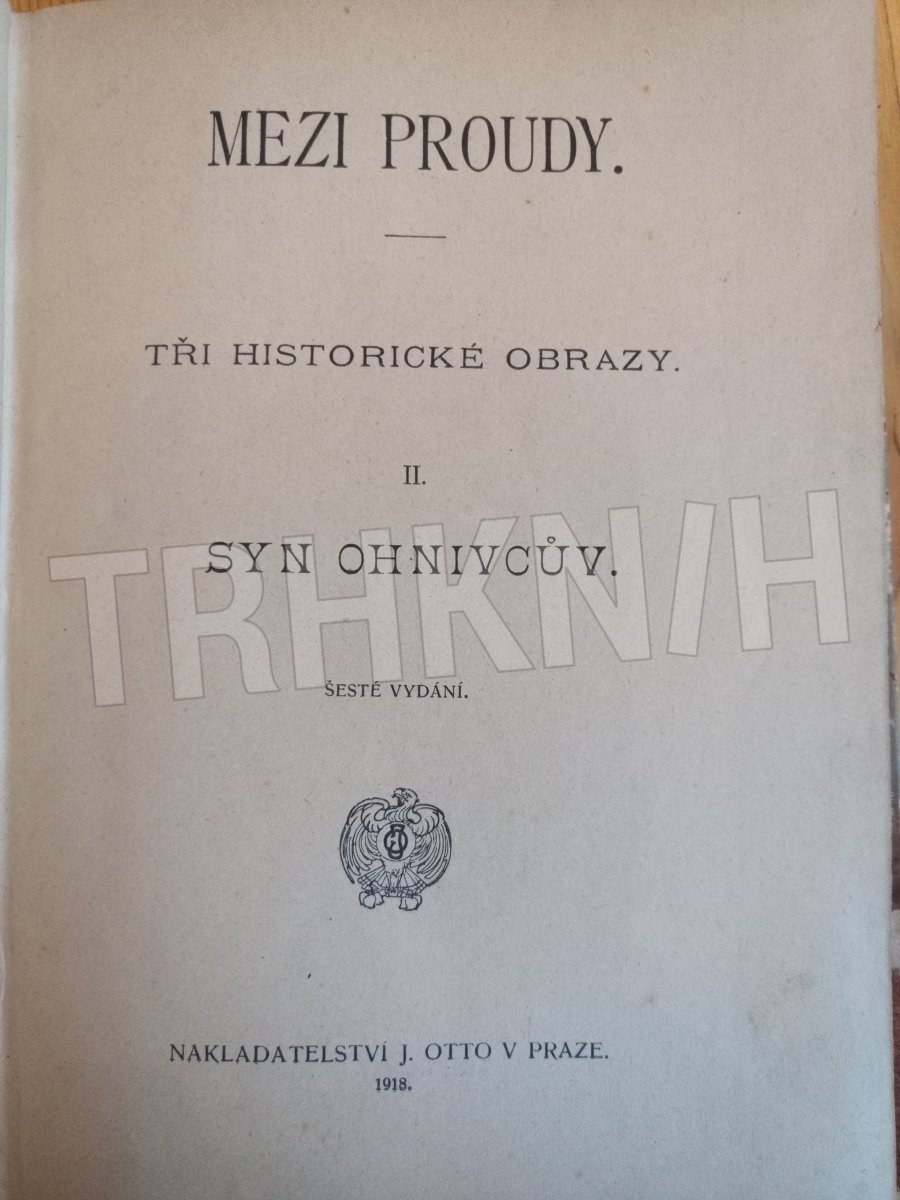 MEZI PROUDY.
TŘI HISTORICKÉ OBRAZY.
II.
SYN OHNIVCŮV.
TRHKNIH
ŠESTÉ VYDÁNÍ.
NAKLADATELSTVÍ J. OTTO V PRAZE.
1918.